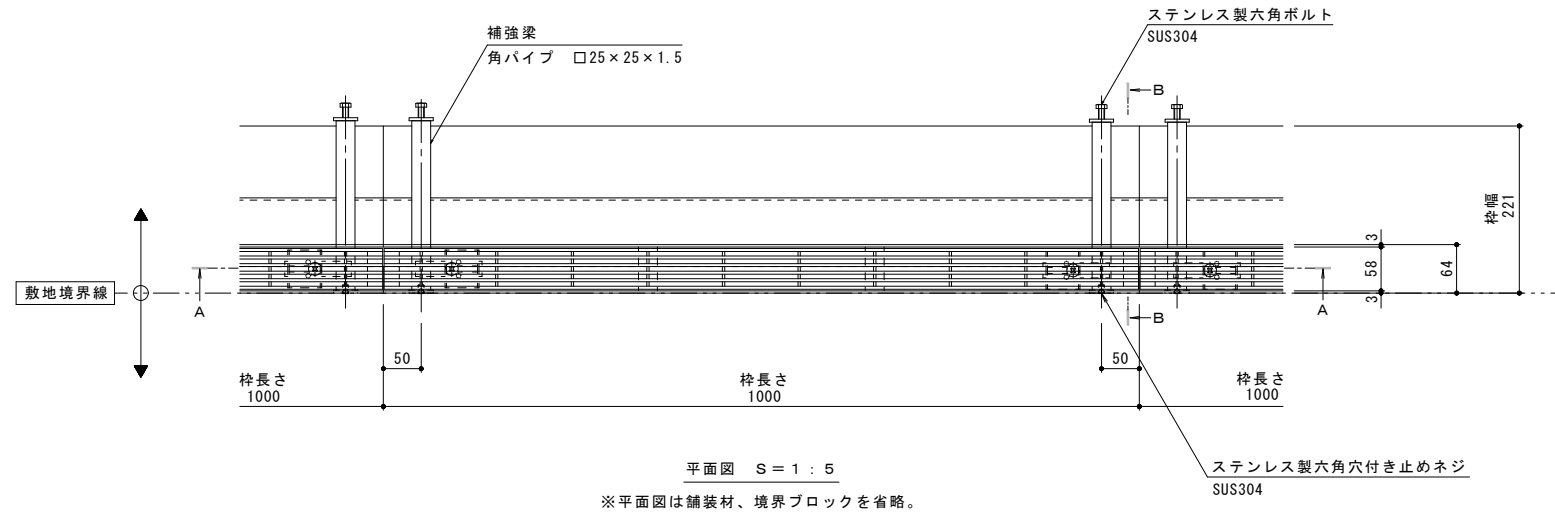 ステンレス製六角ボルト
SUS304
補強梁
角パイプ　□25×25×1.5
B
枠幅
221
3
58
64
3
敷地境界線
A
A
B
50
50
枠長さ
1000
枠長さ
1000
枠長さ
1000
平面図　S＝1：5
※平面図は舗装材、境界ブロックを省略。
ステンレス製六角穴付き止めネジ
SUS304